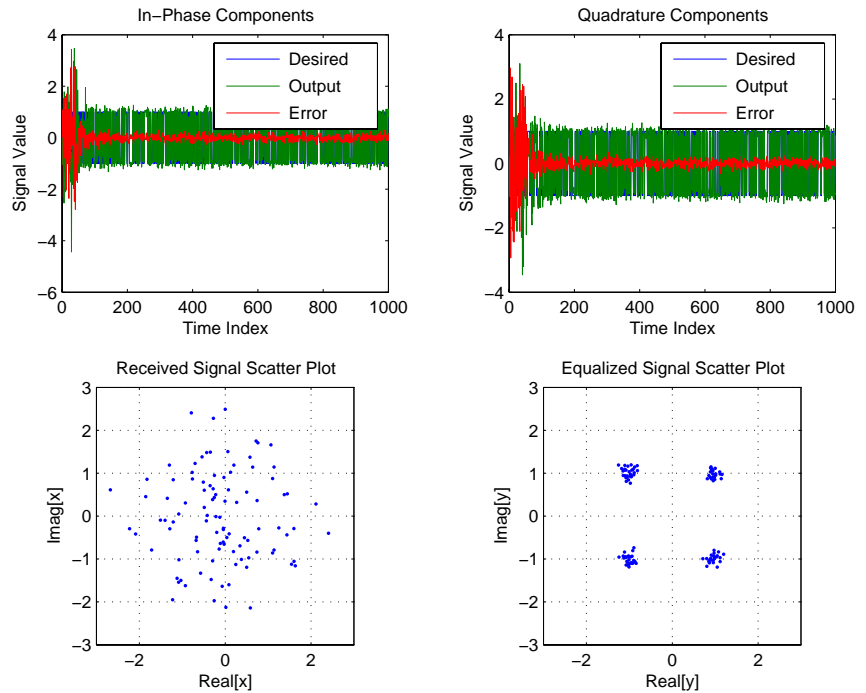 In−Phase Components
4
2
0
−2
−4
−6
0
200
400
600
800
1000
Signal Value
Time Index
Desired
Output
Error
Quadrature Components
4
2
0
−2
−4
0
200
400
600
800
1000
Signal Value
Time Index
Desired
Output
Error
Received Signal Scatter Plot
3
2
1
0
−1
−2
−3
−2
0
2
Imag[x]
Real[x]
Equalized Signal Scatter Plot
3
2
1
0
−1
−2
−3
−2
0
2
Imag[y]
Real[y]